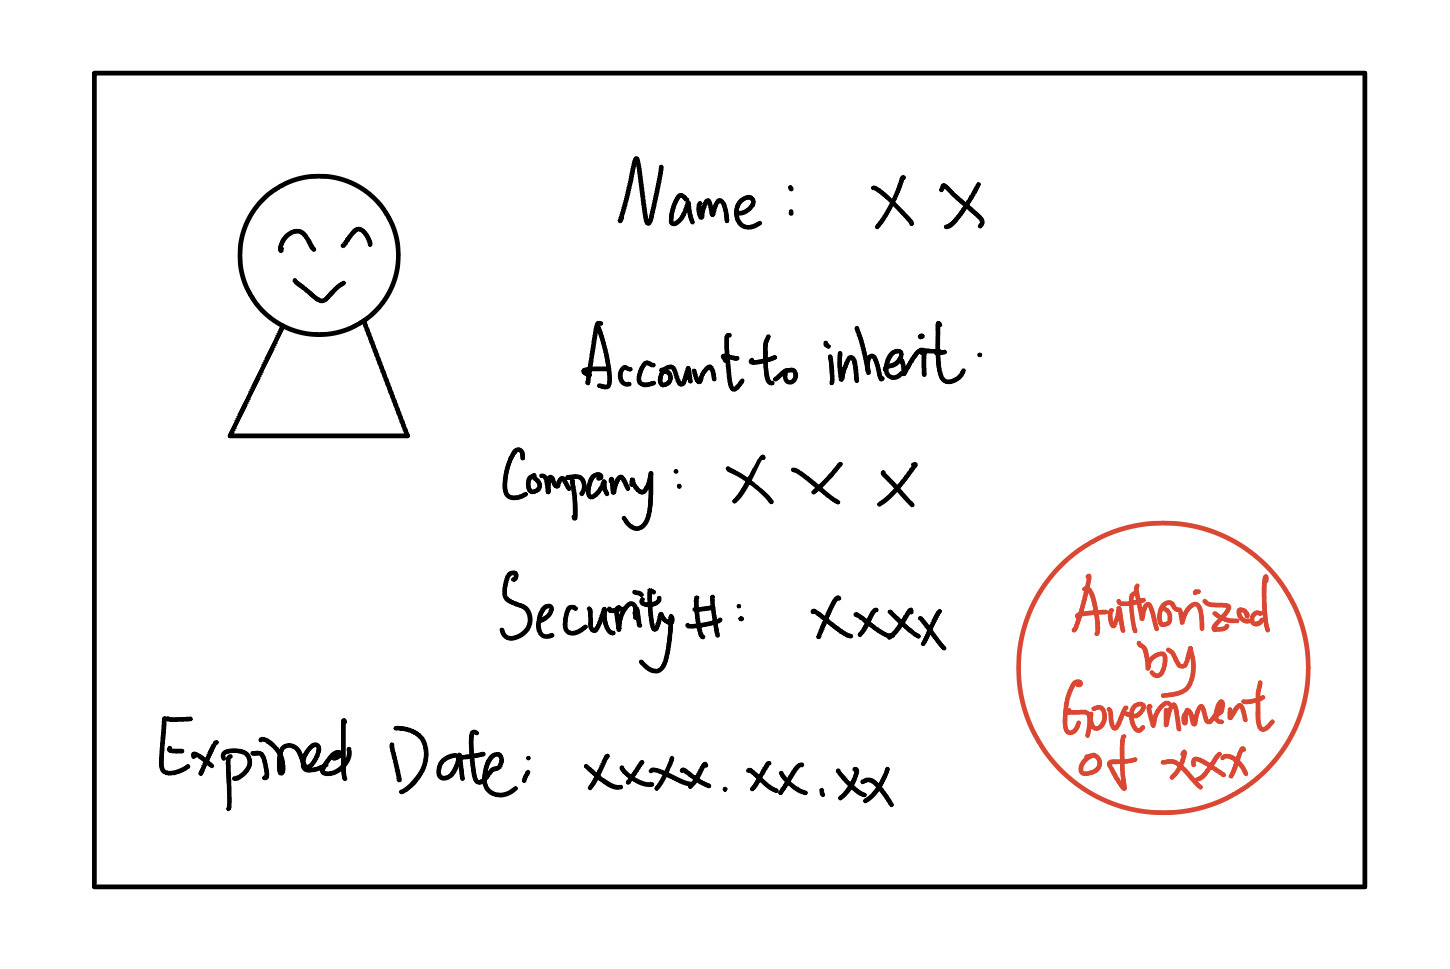 Name: XX
Account to inherit.
Company: XXX
Security#: XXXX
Expired Date: XXXX.XX.XX
Authorized
by
Government
of XXX